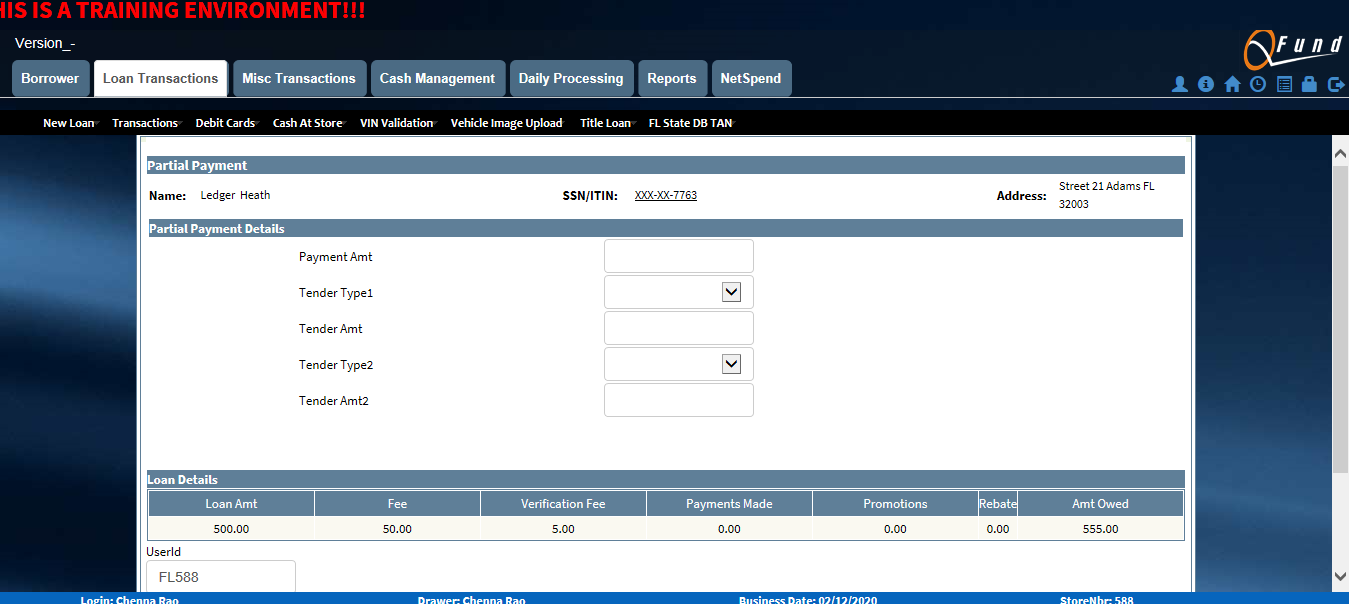 HIS IS A TRAINING ENVIRONMENT!!!
Version_-
QFund
Borrower Loan Transactions Misc Transactions Cash Management Daily Processing Reports NetSpend
New Loan Transactions Debit Cards Cash At Store VIN Validation Vehicle Image Upload Title Loan FL State DB TAN
Partial Payment
Name: Ledger Heath SSN/ITIN: XXX-XX-7763 Address: Street 21 Adams FL
32003
Partial Payment Details
Payment Amt
Tender Type1
Tender Amt
Tender Type2
Tender Amt2
Loan Details
Loan Amt Fee Verification Fee Payments Made Promotions Rebate Amt Owed
500.00 50.00 5.00 0.00 0.00 0.00 555.00
UserId
FL588
Login: Chenna Rao Drawer: Chenna Rao Business Date: 02/12/2020 StoreNbr: 588